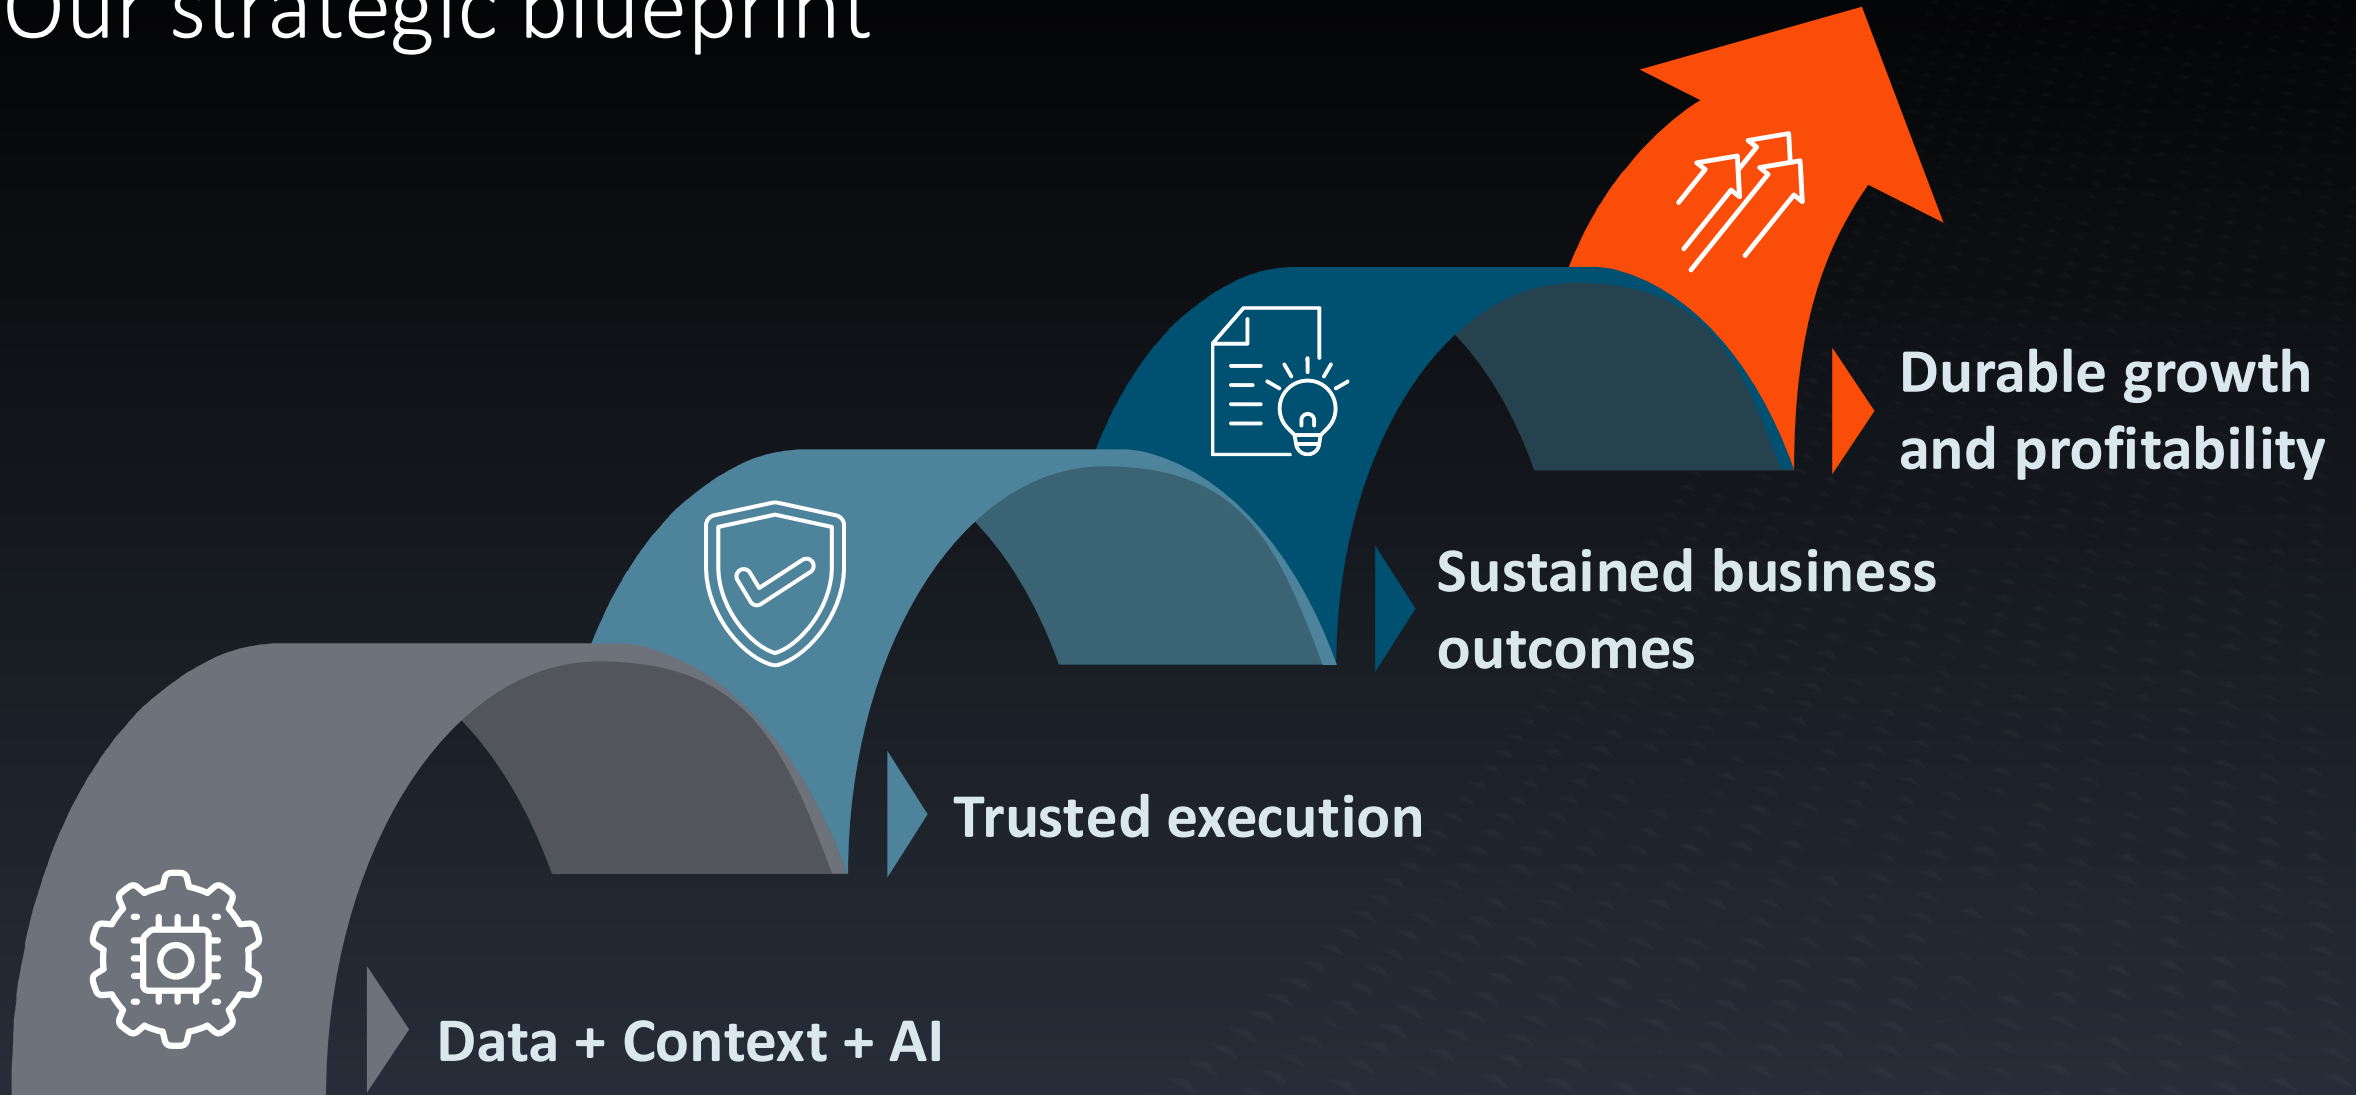 Our strategic blueprint
Durable growth
and profitability
Sustained business
outcomes
Trusted execution
Data + Context + AI